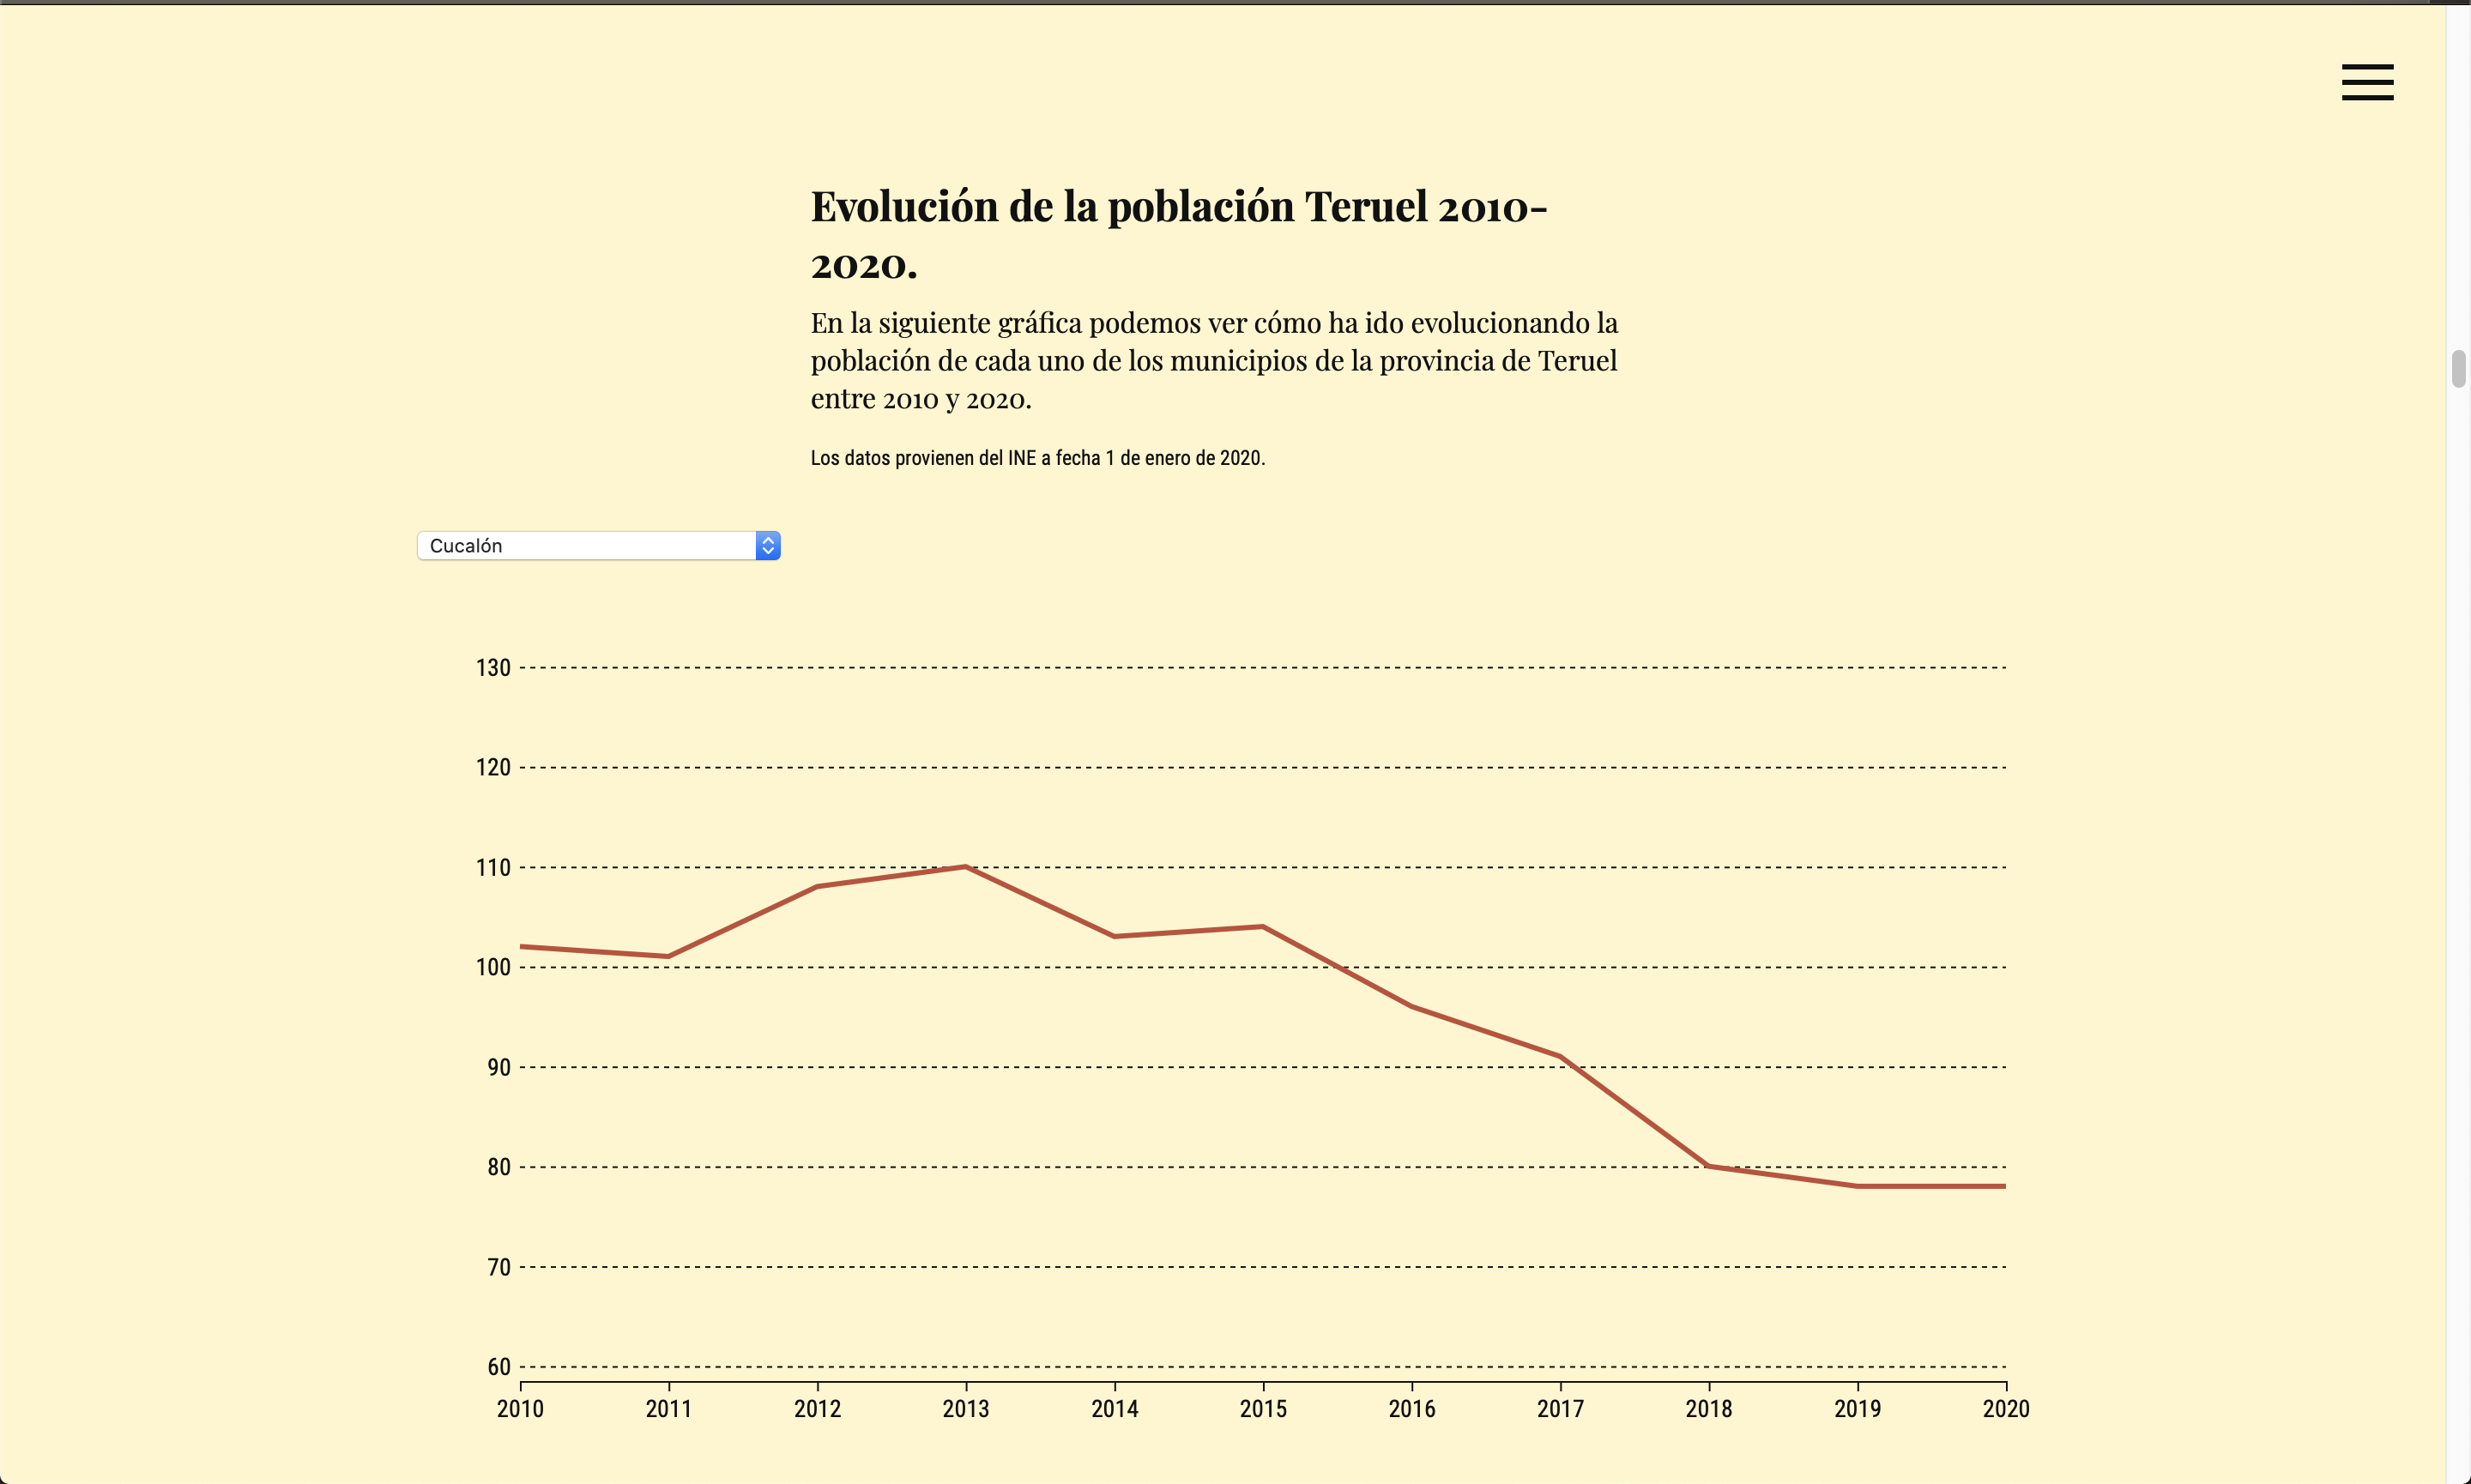 Evolución de la población Teruel 2010-
2020.
En la siguiente gráfica podemos ver cómo ha ido evolucionando la
población de cada uno de los municipios de la provincia de Teruel
entre 2010 y 2020.
Los datos provienen del INE a fecha 1 de enero de 2020.
Cucalón
130
120
110
100
90
80
70
60
2010 2011 2012 2013 2014 2015 2016 2017 2018 2019 2020